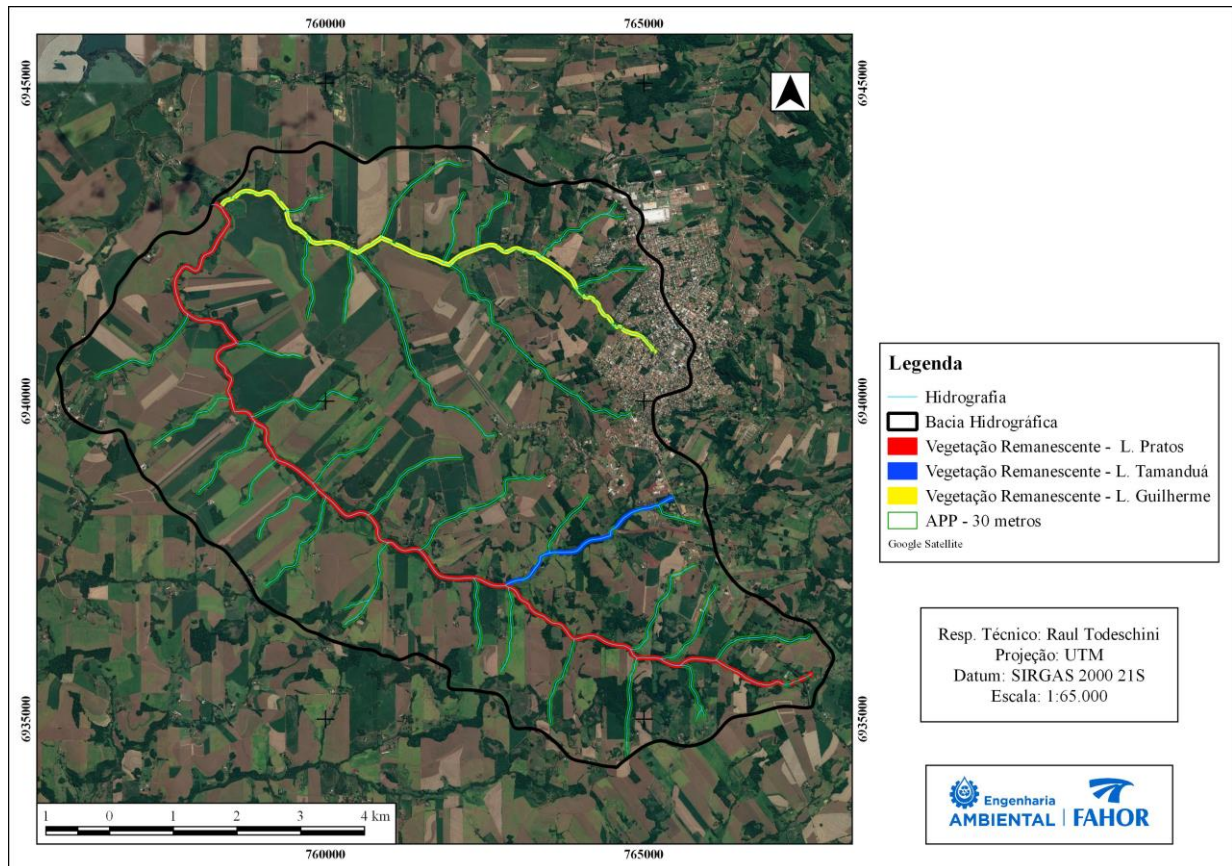 760000
765000
6945000
6945000
6940000
6940000
6935000
6935000
760000
765000
1 0 1 2 3 4 km
Legenda
Hidrografia
Bacia Hidrográfica
Vegetação Remanescente - L. Pratos
Vegetação Remanescente - L. Tamanduá
Vegetação Remanescente - L. Guilherme
APP - 30 metros
Google Satellite
Resp. Técnico: Raul Todeschini
Projeção: UTM
Datum: SIRGAS 2000 21S
Escala: 1:65.000
Engenharia
AMBIENTAL
FAHOR